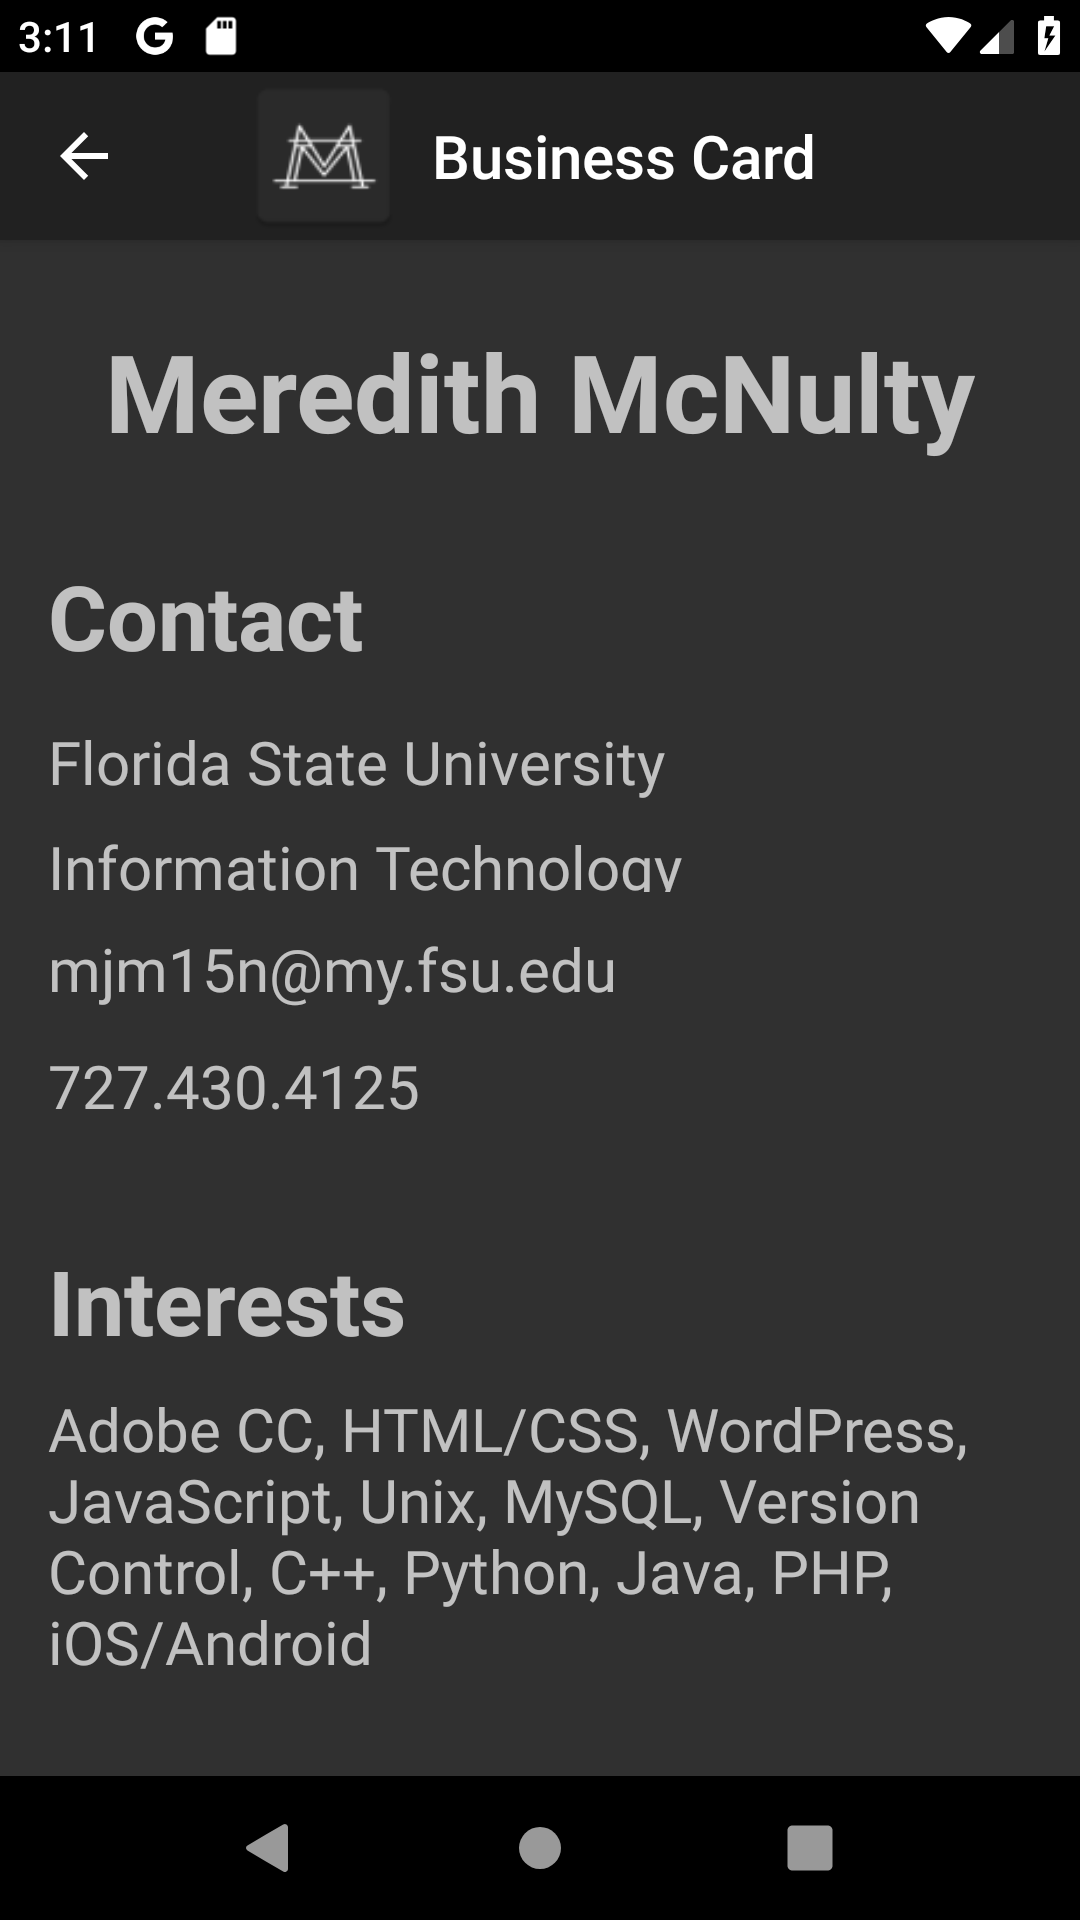 3:11
Business Card
Meredith McNulty
Contact
Florida State University
Information Technology
mjm15n@my.fsu.edu
727.430.4125
Interests
Adobe CC, HTML/CSS, WordPress,
JavaScript, Unix, MySQL, Version
Control, C++, Python, Java, PHP,
iOS/Android